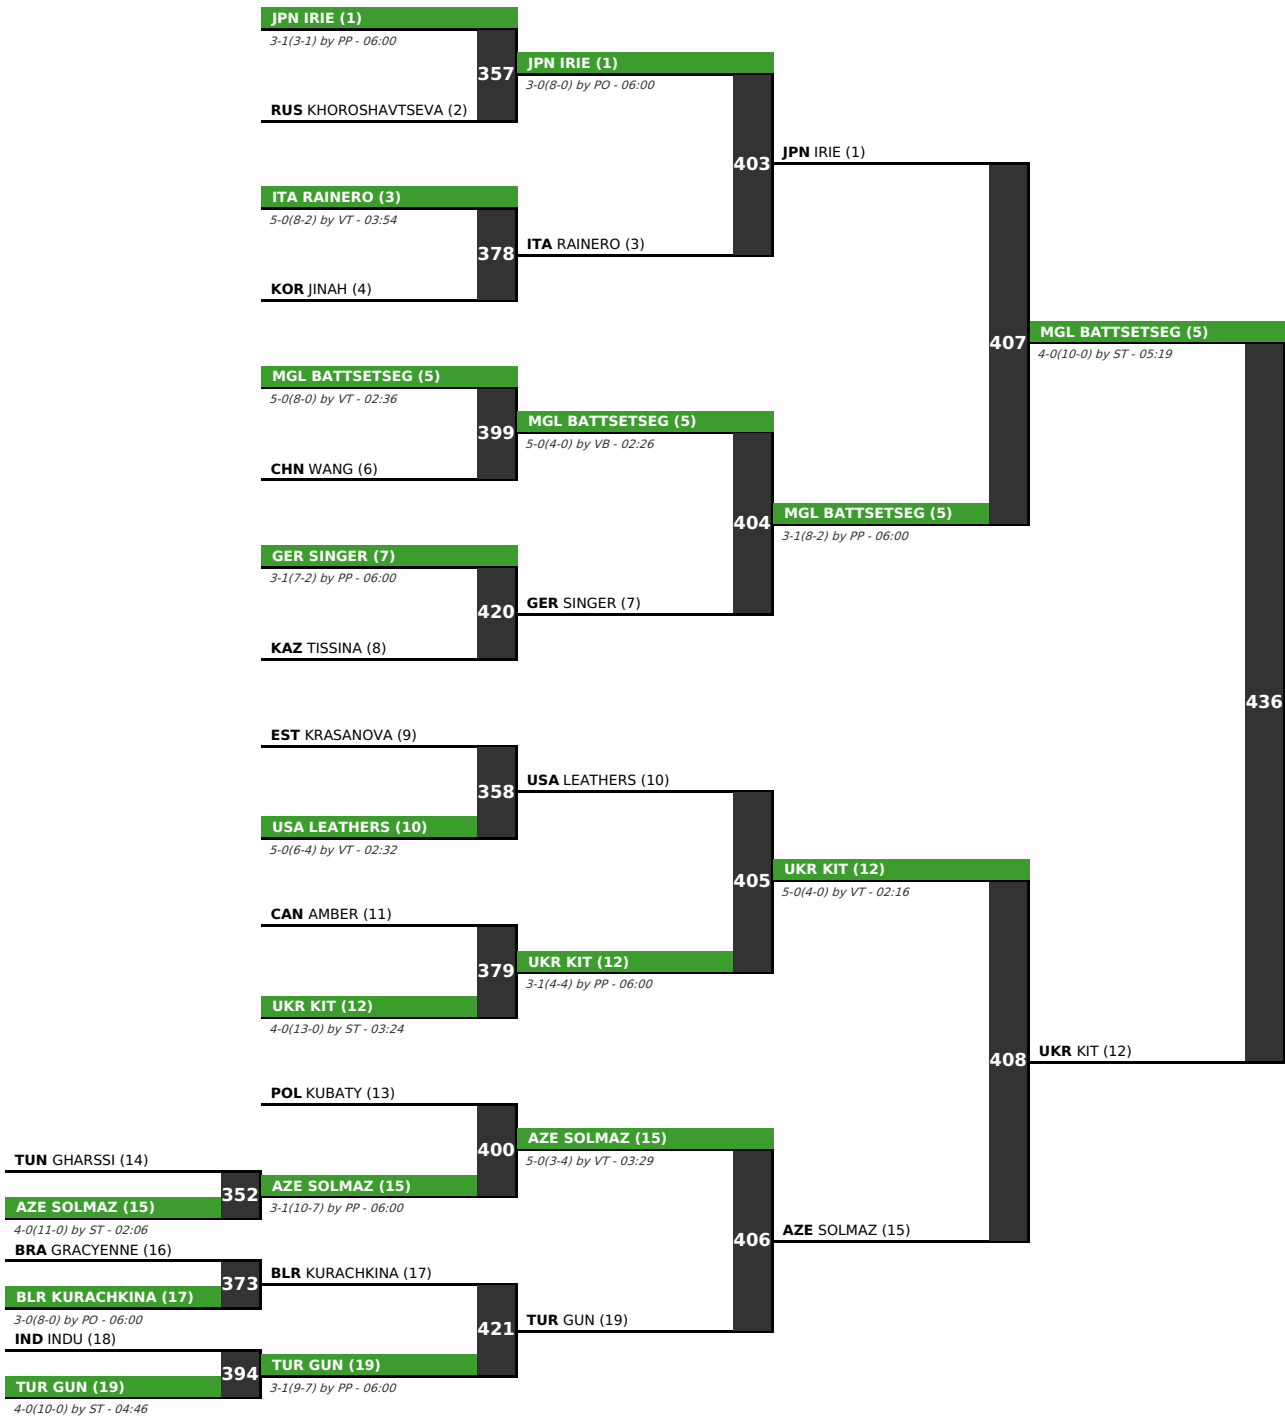 JPN IRIE (1)
3-1(3-1) by PP - 06:00
357
RUS KHOROSHAVTSEVA (2)
JPN IRIE (1)
3-0(8-0) by PO - 06:00
403
ITA RAINERO (3)
5-0(8-2) by VT - 03:54
378
KOR JINAH (4)
ITA RAINERO (3)
JPN IRIE (1)
407
MGL BATTSETSEG (5)
5-0(8-0) by VT - 02:36
399
CHN WANG (6)
MGL BATTSETSEG (5)
5-0(4-0) by VB - 02:26
404
GER SINGER (7)
3-1(7-2) by PP - 06:00
420
KAZ TISSINA (8)
GER SINGER (7)
MGL BATTSETSEG (5)
3-1(8-2) by PP - 06:00
MGL BATTSETSEG (5)
4-0(10-0) by ST - 05:19
436
EST KRASANOVA (9)
358
USA LEATHERS (10)
5-0(6-4) by VT - 02:32
USA LEATHERS (10)
405
CAN AMBER (11)
379
UKR KIT (12)
4-0(13-0) by ST - 03:24
UKR KIT (12)
3-1(4-4) by PP - 06:00
UKR KIT (12)
5-0(4-0) by VT - 02:16
408
UKR KIT (12)
POL KUBATY (13)
400
AZE SOLMAZ (15)
5-0(3-4) by VT - 03:29
TUN GHARSSI (14)
352
AZE SOLMAZ (15)
4-0(11-0) by ST - 02:06
AZE SOLMAZ (15)
3-1(10-7) by PP - 06:00
406
AZE SOLMAZ (15)
BRA GRACYENNE (16)
373
BLR KURACHKINA (17)
3-0(8-0) by PO - 06:00
BLR KURACHKINA (17)
421
TUR GUN (19)
IND INDU (18)
394
TUR GUN (19)
4-0(10-0) by ST - 04:46
TUR GUN (19)
3-1(9-7) by PP - 06:00